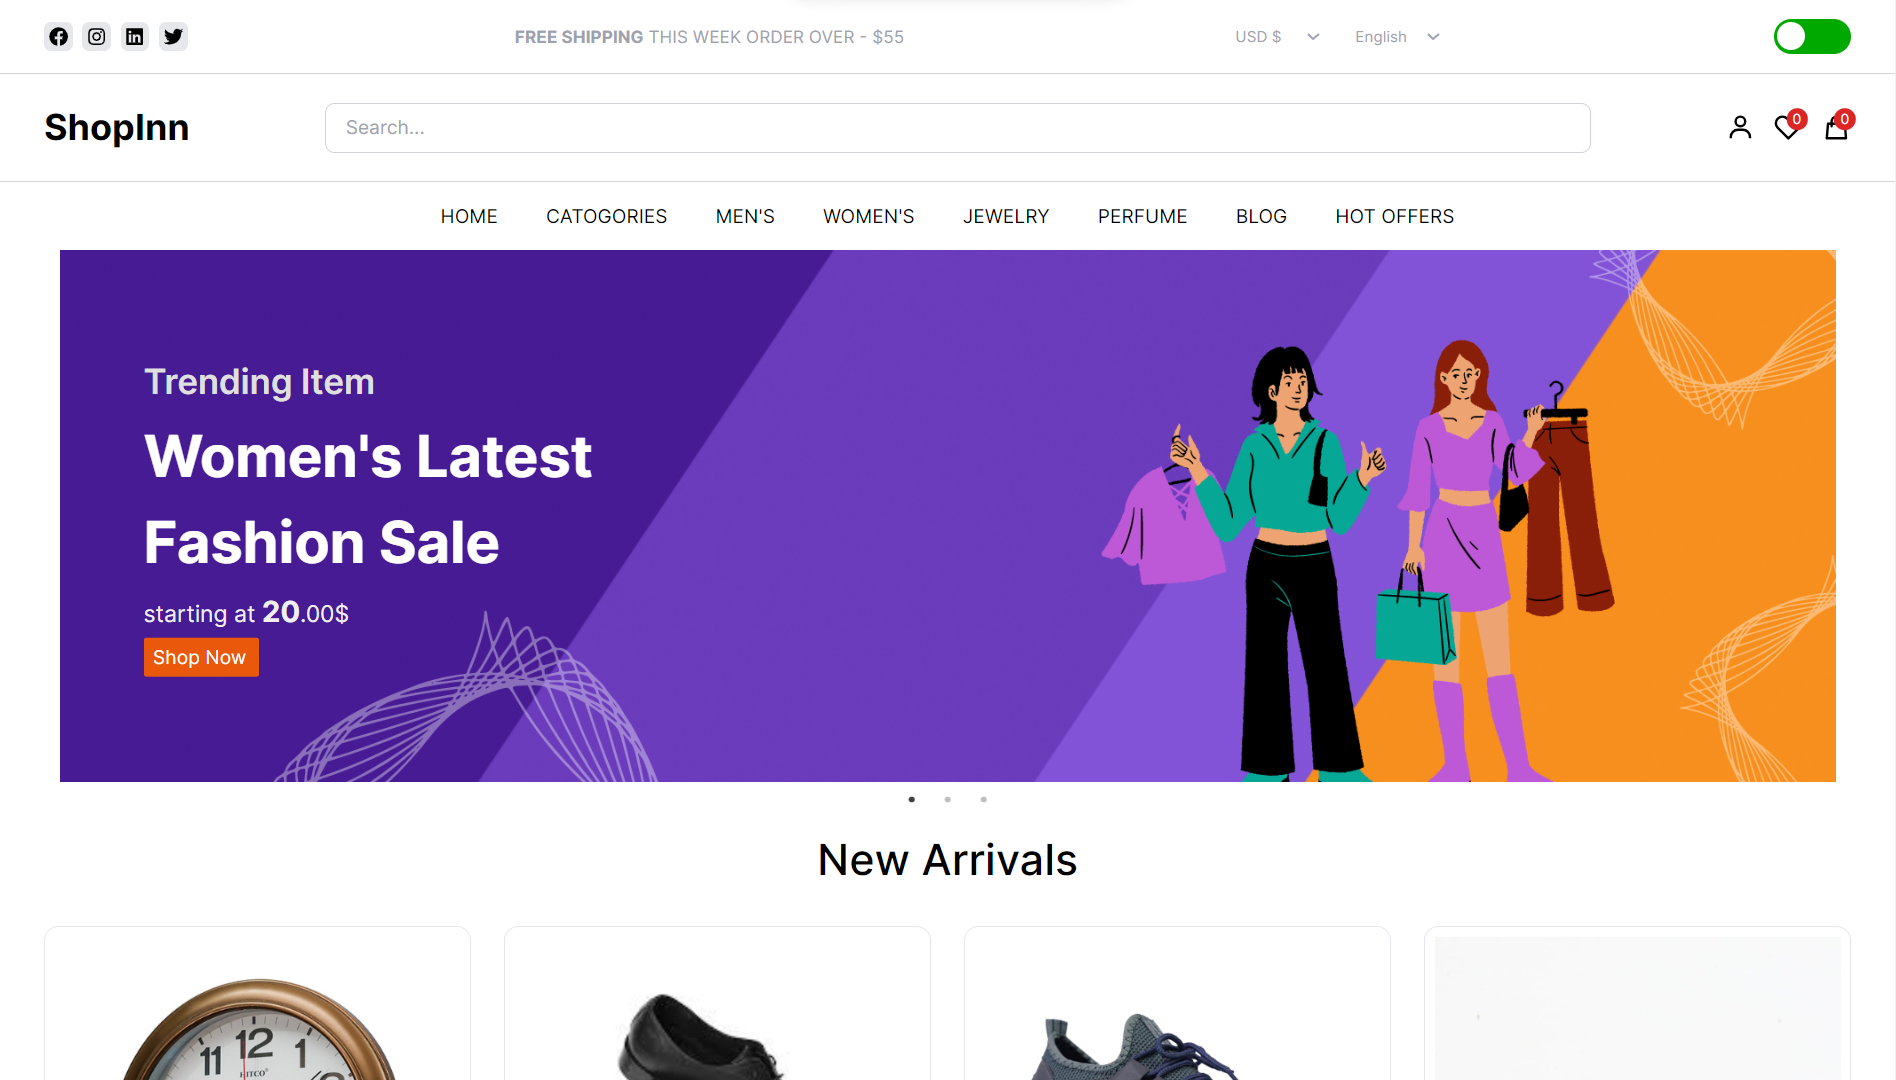 FREE SHIPPING THIS WEEK ORDER OVER - $55
USD $
English
ShopInn
Search...
0
0
HOME
CATOGORIES
MEN'S
WOMEN'S
JEWELRY
PERFUME
BLOG
HOT OFFERS
Trending Item
Women's Latest
Fashion Sale
starting at 20.00$
Shop Now
New Arrivals
11 12 1